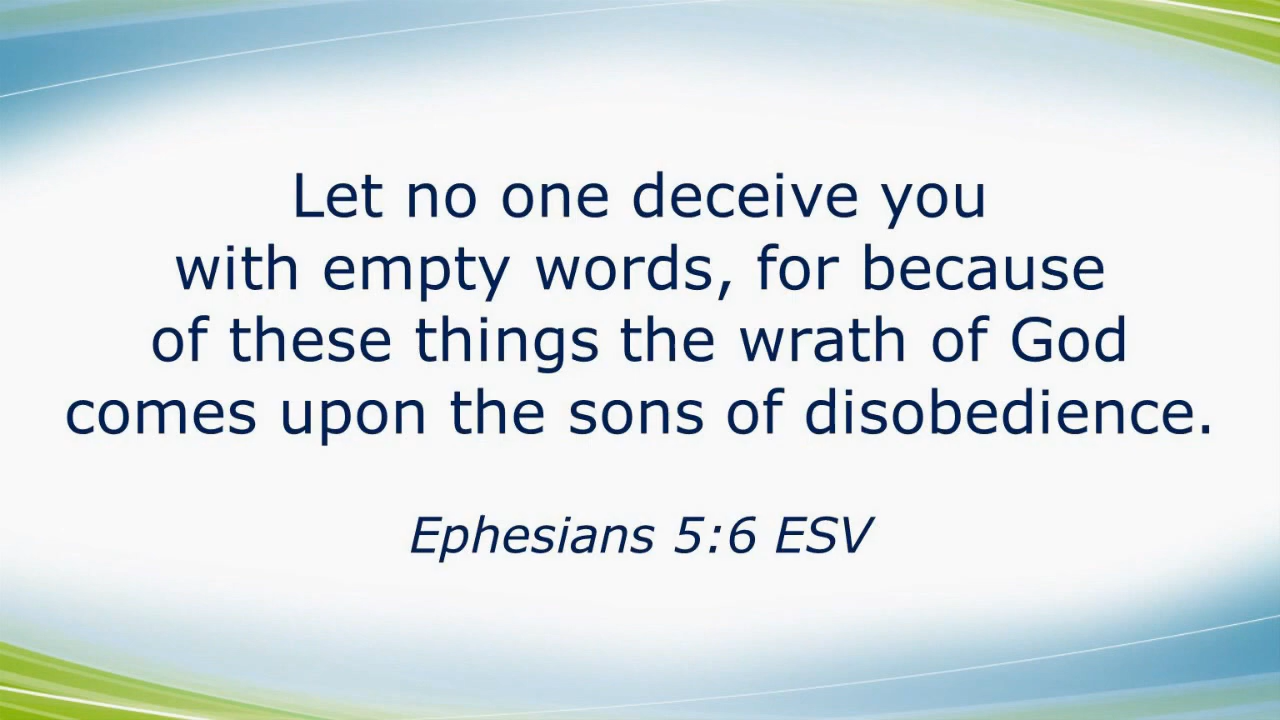 Let no one deceive you
with empty words, for because
of these things the wrath of God
comes upon the sons of disobedience.
Ephesians 5:6 ESV